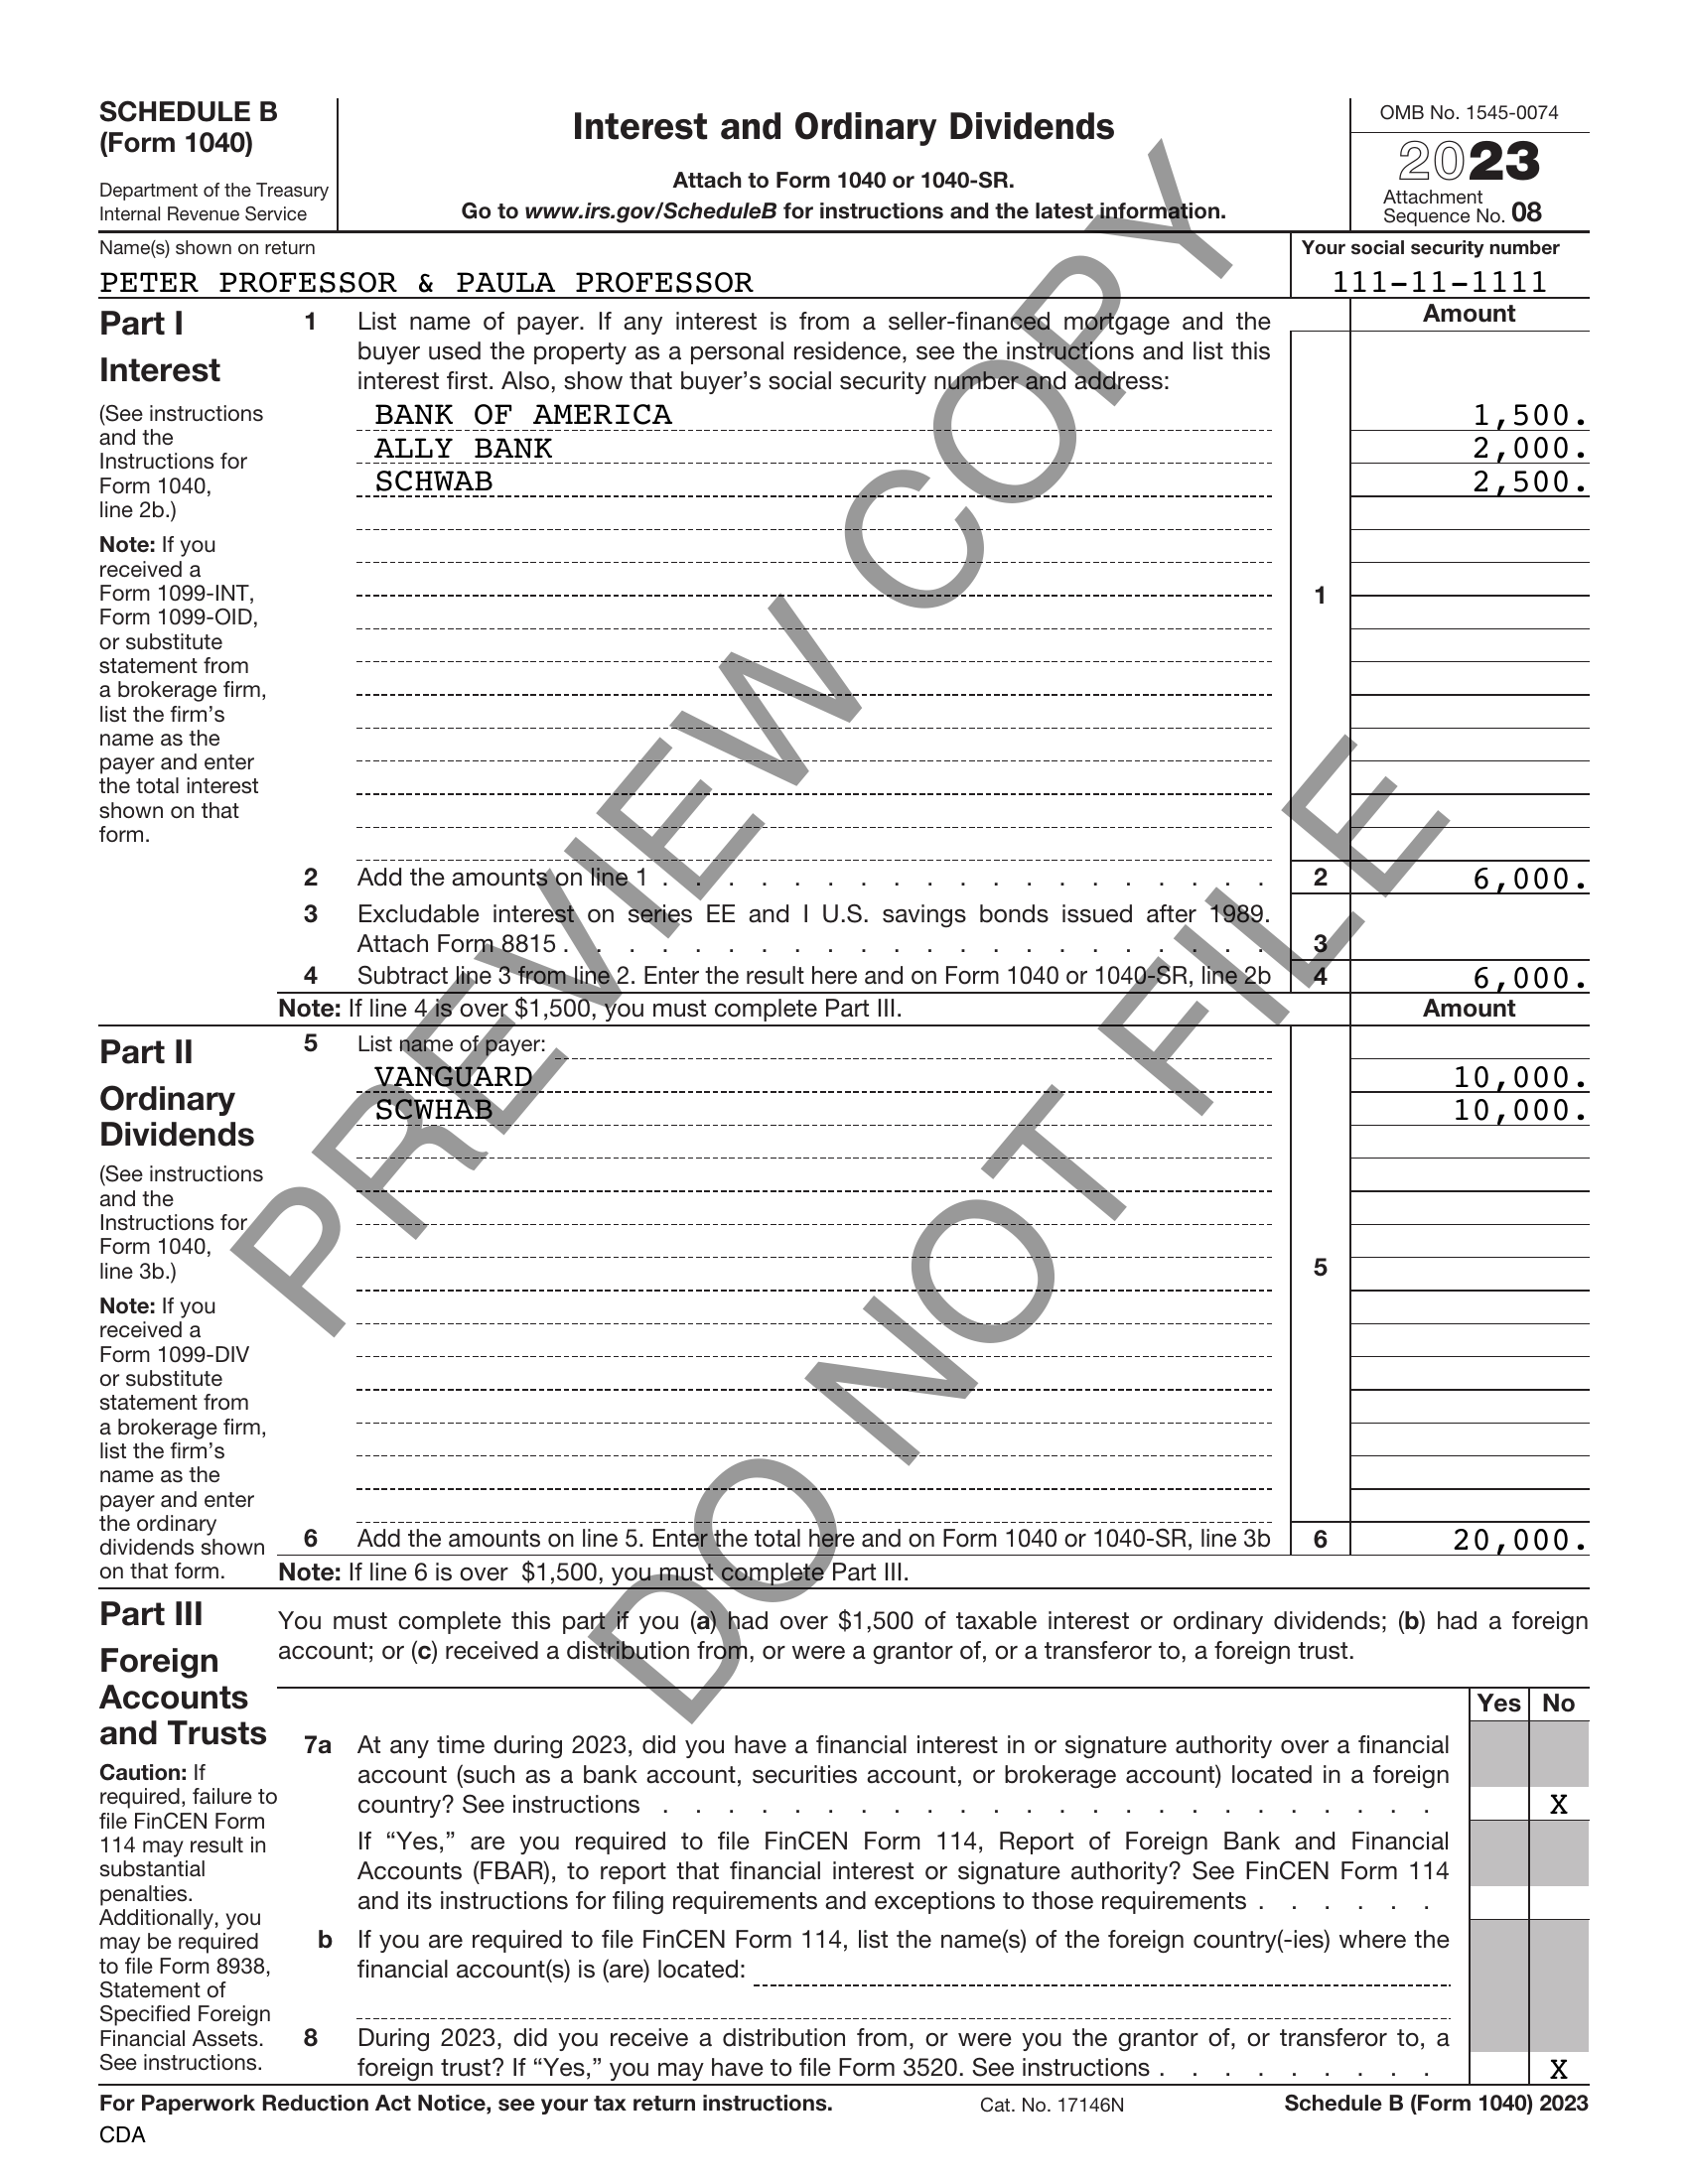 SCHEDULE B
(Form 1040)
Department of the Treasury
Internal Revenue Service
Interest and Ordinary Dividends
Attach to Form 1040 or 1040-SR.
Go to www.irs.gov/ScheduleB for instructions and the latest information.
OMB No. 1545-0074
2023
Attachment
Sequence No. 08
Name(s) shown on return
PETER PROFESSOR & PAULA PROFESSOR
Your social security number
111-11-1111
Part I
Interest
(See instructions
and the
Instructions for
Form 1040,
line 2b.)
Note: If you
received a
Form 1099-INT,
Form 1099-OID,
or substitute
statement from
a brokerage firm,
list the firm's
name as the
payer and enter
the total interest
shown on that
form.
Amount
1 List name of payer. If any interest is from a seller-financed mortgage and the
buyer used the property as a personal residence, see the instructions and list this
interest first. Also, show that buyer's social security number and address:
BANK OF AMERICA 1,500.
ALLY BANK 2,000.
SCHWAB 2,500.
1
2 Add the amounts on line 1 . . . . . . . . . . . . . . . . . . . 2 6,000.
3 Excludable interest on series EE and I U.S. savings bonds issued after 1989.
Attach Form 8815 . . . . . . . . . . . . . . . . . . . . . . 3
4 Subtract line 3 from line 2. Enter the result here and on Form 1040 or 1040-SR, line 2b 4 6,000.
Note: If line 4 is over $1,500, you must complete Part III. Amount
Part II
Ordinary
Dividends
(See instructions
and the
Instructions for
Form 1040,
line 3b.)
Note: If you
received a
Form 1099-DIV
or substitute
statement from
a brokerage firm,
list the firm's
name as the
payer and enter
the ordinary
dividends shown
on that form.
5 List name of payer:
VANGUARD 10,000.
SCWHAB 10,000.
5
6 Add the amounts on line 5. Enter the total here and on Form 1040 or 1040-SR, line 3b 6 20,000.
Note: If line 6 is over $1,500, you must complete Part III.
Part III
Foreign
Accounts
and Trusts
Caution: If
required, failure to
file FinCEN Form
114 may result in
substantial
penalties.
Additionally, you
may be required
to file Form 8938,
Statement of
Specified Foreign
Financial Assets.
See instructions.
You must complete this part if you (a) had over $1,500 of taxable interest or ordinary dividends; (b) had a foreign
account; or (c) received a distribution from, or were a grantor of, or a transferor to, a foreign trust.
Yes No
7a At any time during 2023, did you have a financial interest in or signature authority over a financial
account (such as a bank account, securities account, or brokerage account) located in a foreign
country? See instructions . . . . . . . . . . . . . . . . . . . . . . . . X
If “Yes,” are you required to file FinCEN Form 114, Report of Foreign Bank and Financial
Accounts (FBAR), to report that financial interest or signature authority? See FinCEN Form 114
and its instructions for filing requirements and exceptions to those requirements . . . . . .
b If you are required to file FinCEN Form 114, list the name(s) of the foreign country(-ies) where the
financial account(s) is (are) located:
8 During 2023, did you receive a distribution from, or were you the grantor of, or transferor to, a
foreign trust? If “Yes,” you may have to file Form 3520. See instructions . . . . . . . . . X
For Paperwork Reduction Act Notice, see your tax return instructions. Cat. No. 17146N Schedule B (Form 1040) 2023
CDA
PREVIEW COPY
DO NOT FILE